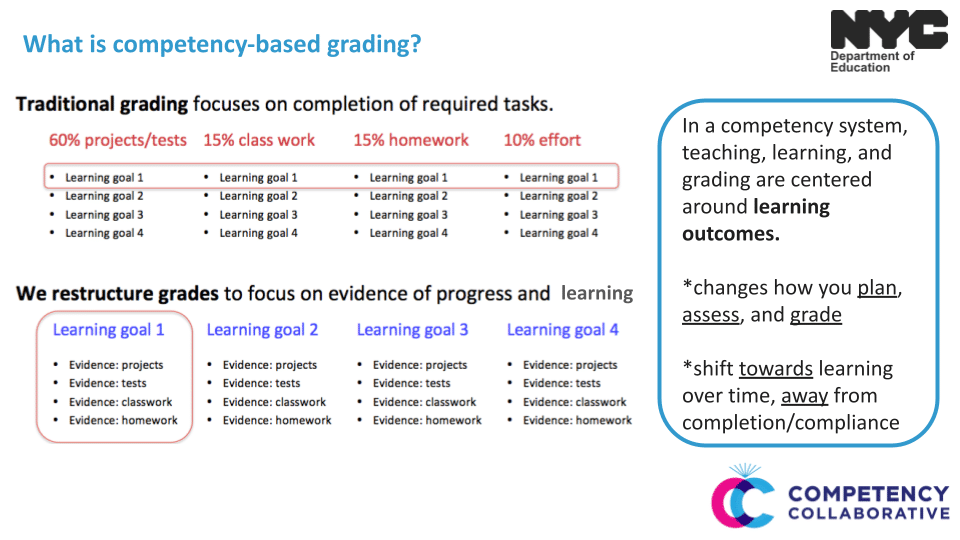 What is competency-based grading?
NYC
Department of
Education
Traditional grading focuses on completion of required tasks.
60% projects/tests 15% class work 15% homework 10% effort
• Learning goal 1 • Learning goal 1 • Learning goal 1 • Learning goal 1
• Learning goal 2 • Learning goal 2 • Learning goal 2 • Learning goal 2
• Learning goal 3 • Learning goal 3 • Learning goal 3 • Learning goal 3
• Learning goal 4 • Learning goal 4 • Learning goal 4 • Learning goal 4
We restructure grades to focus on evidence of progress and learning
Learning goal 1 Learning goal 2 Learning goal 3 Learning goal 4
• Evidence: projects • Evidence: projects • Evidence: projects • Evidence: projects
• Evidence: tests • Evidence: tests • Evidence: tests • Evidence: tests
• Evidence: classwork • Evidence: classwork • Evidence: classwork • Evidence: classwork
• Evidence: homework • Evidence: homework • Evidence: homework • Evidence: homework
In a competency system,
teaching, learning, and
grading are centered
around learning
outcomes.
*changes how you plan,
assess, and grade
*shift towards learning
over time, away from
completion/compliance
COMPETENCY
COLLABORATIVE